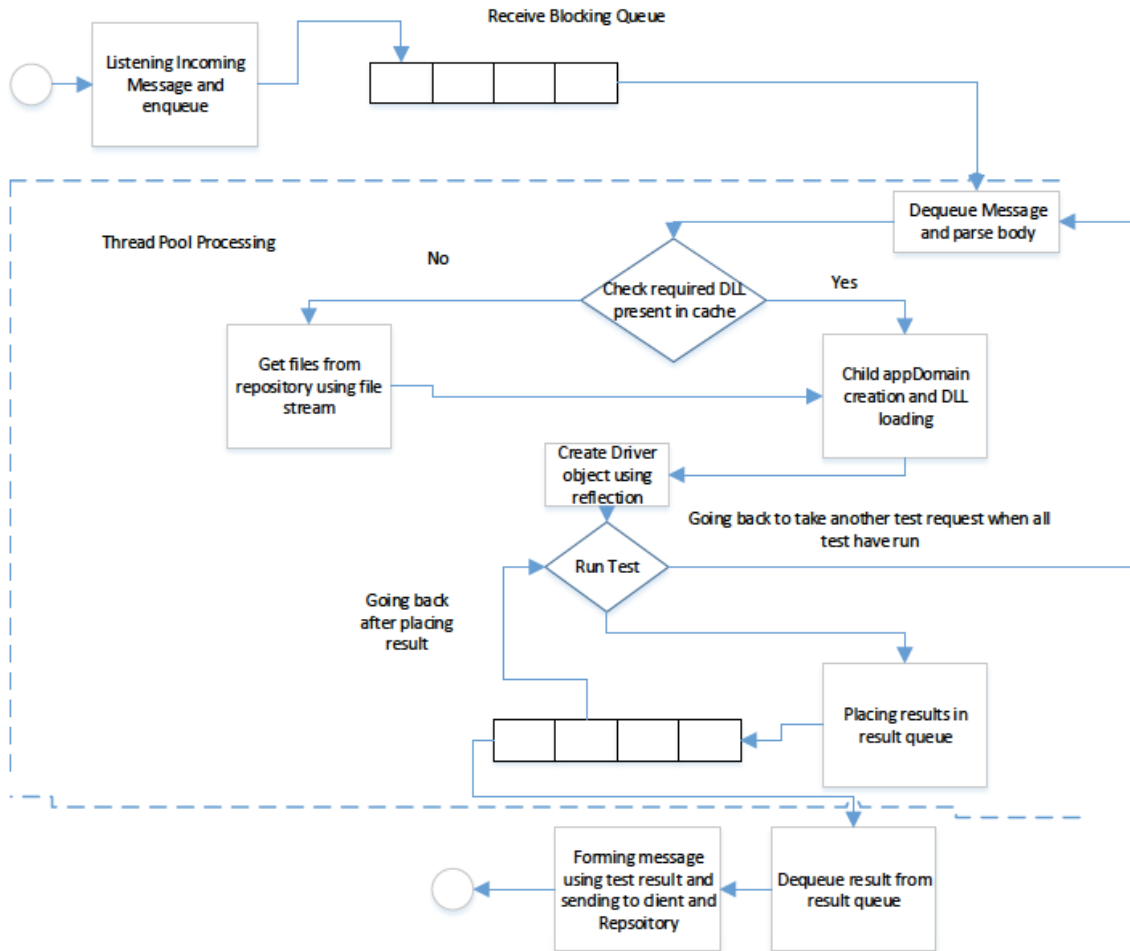 Receive Blocking Queue
Listening Incoming
Message and
enqueue
Dequeue Message
and parse body
Thread Pool Processing
No
Check required DLL
present in cache
Yes
Get files from
repository using file
stream
Child appDomain
creation and DLL
loading
Create Driver
object using
reflection
Going back to take another test request when all
test have run
Run Test
Going back
after placing
result
Placing results in
result queue
Forming message
using test result and
sending to client and
Repsoitory
Dequeue result from
result queue